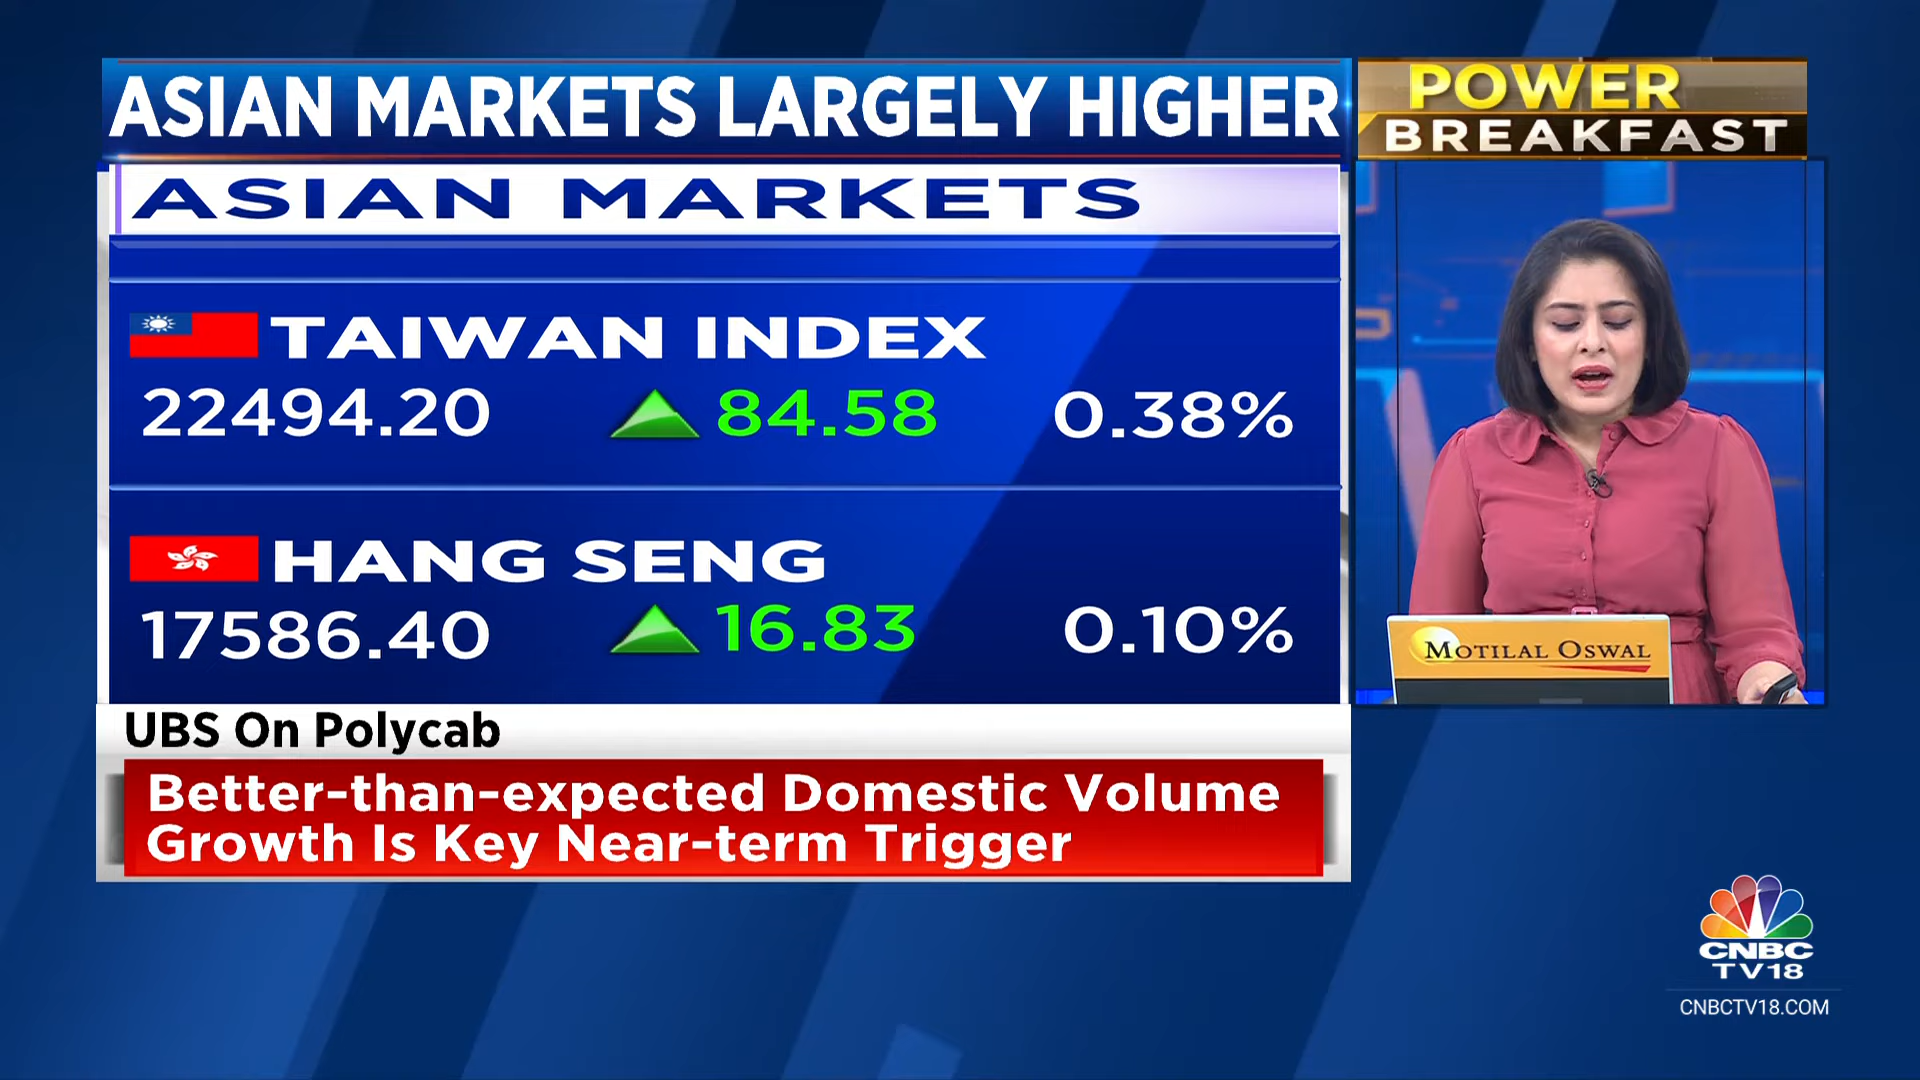 ASIAN MARKETS LARGELY HIGHER
POWER
BREAKFAST
ASIAN MARKETS
TAIWAN INDEX
22494.20 84.58 0.38%
HANG SENG
17586.40 16.83 0.10%
MOTILAL OSWAL
UBS On Polycab
Better-than-expected Domestic Volume
Growth Is Key Near-term Trigger
CNBC
TV18
CNBCTV18.COM